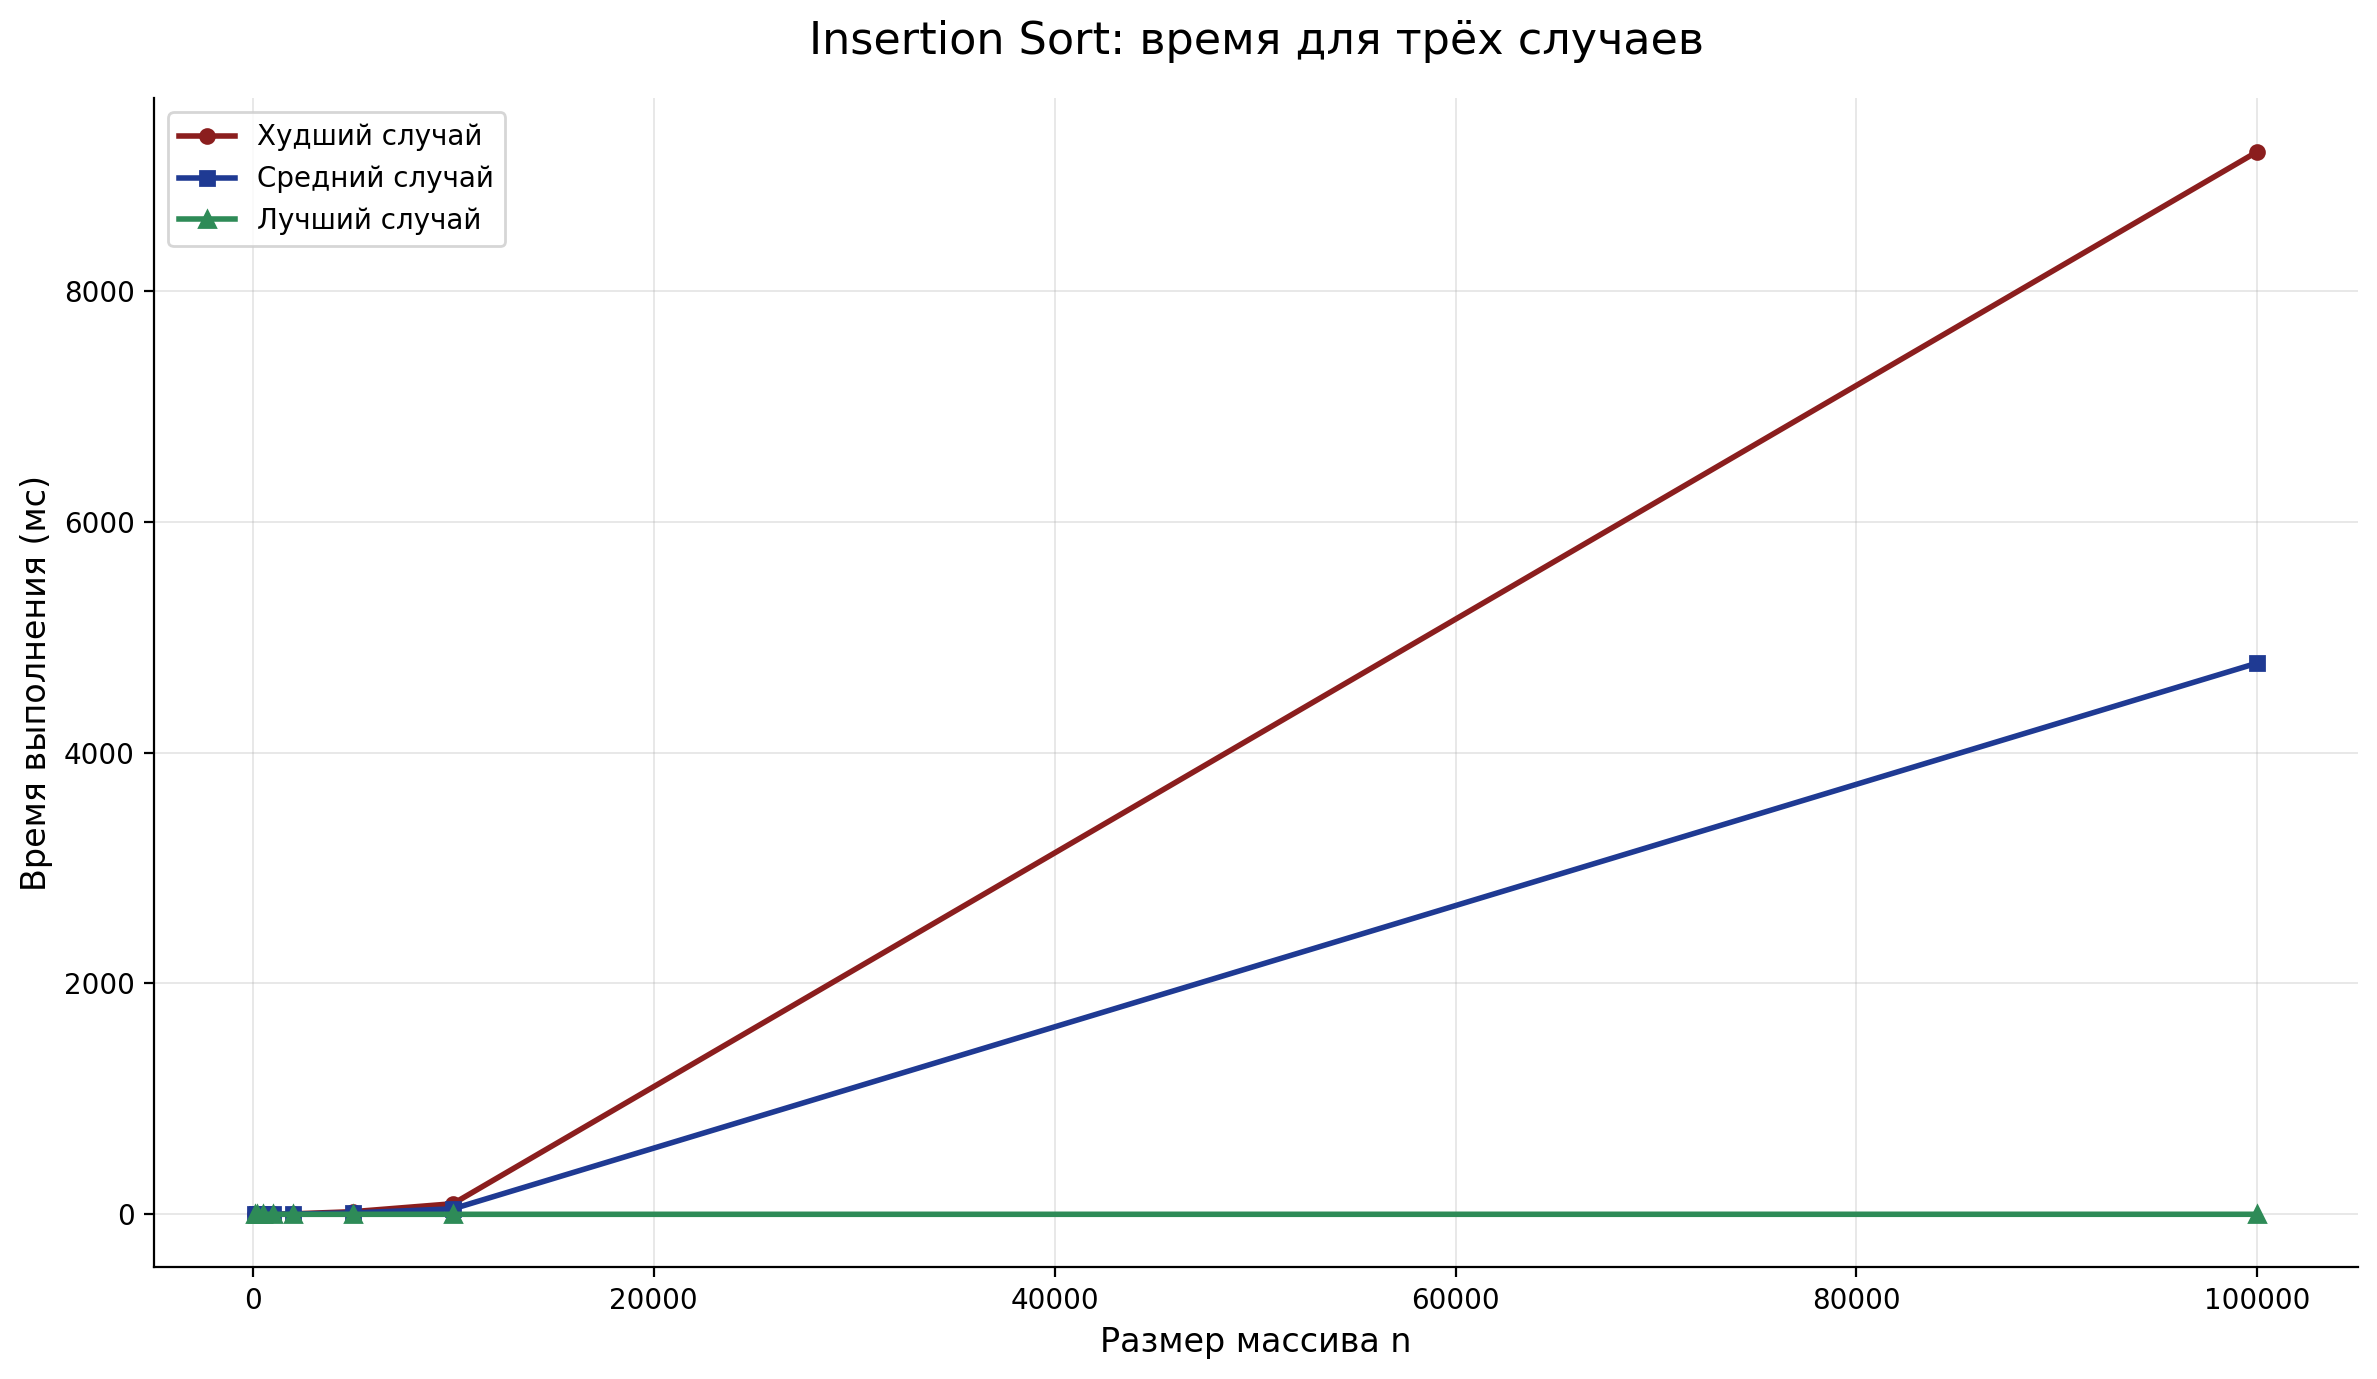 Insertion Sort: время для трёх случаев
Худший случай
Средний случай
Лучший случай
Время выполнения (мс)
8000
6000
4000
2000
0
0
20000
40000
60000
80000
100000
Размер массива n